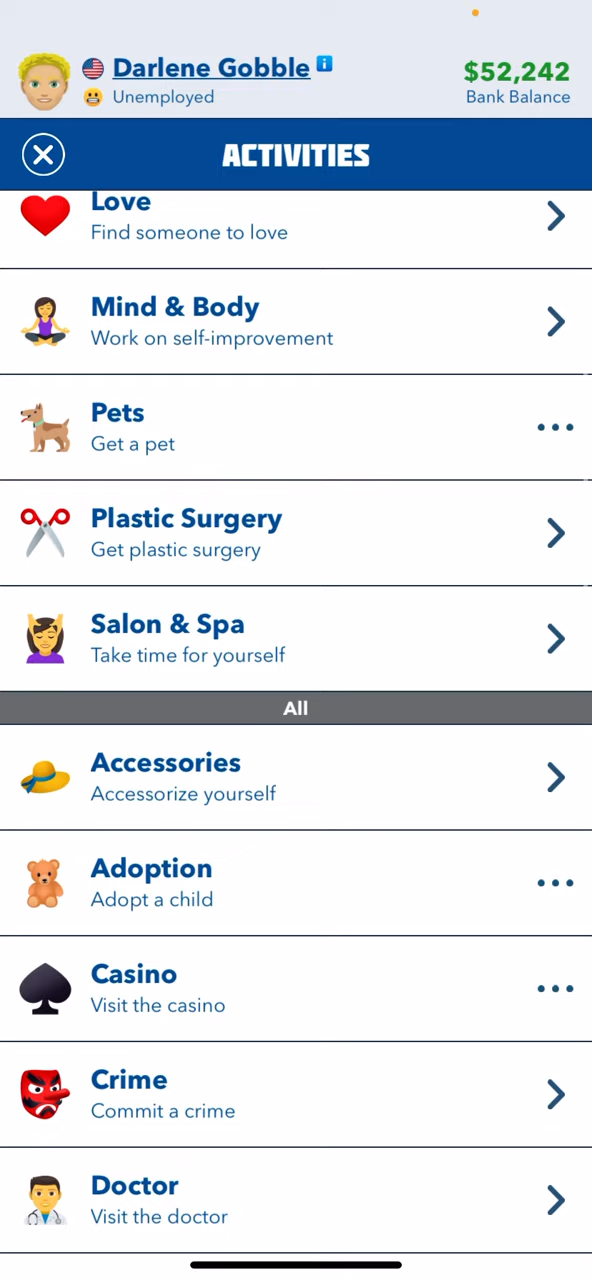 Darlene Gobble
$52,242
Unemployed
Bank Balance
ACTIVITIES
Love
Find someone to love
Mind & Body
Work on self-improvement
Pets
Get a pet
Plastic Surgery
Get plastic surgery
Salon & Spa
Take time for yourself
All
Accessories
Accessorize yourself
Adoption
Adopt a child
Casino
Visit the casino
Crime
Commit a crime
Doctor
Visit the doctor